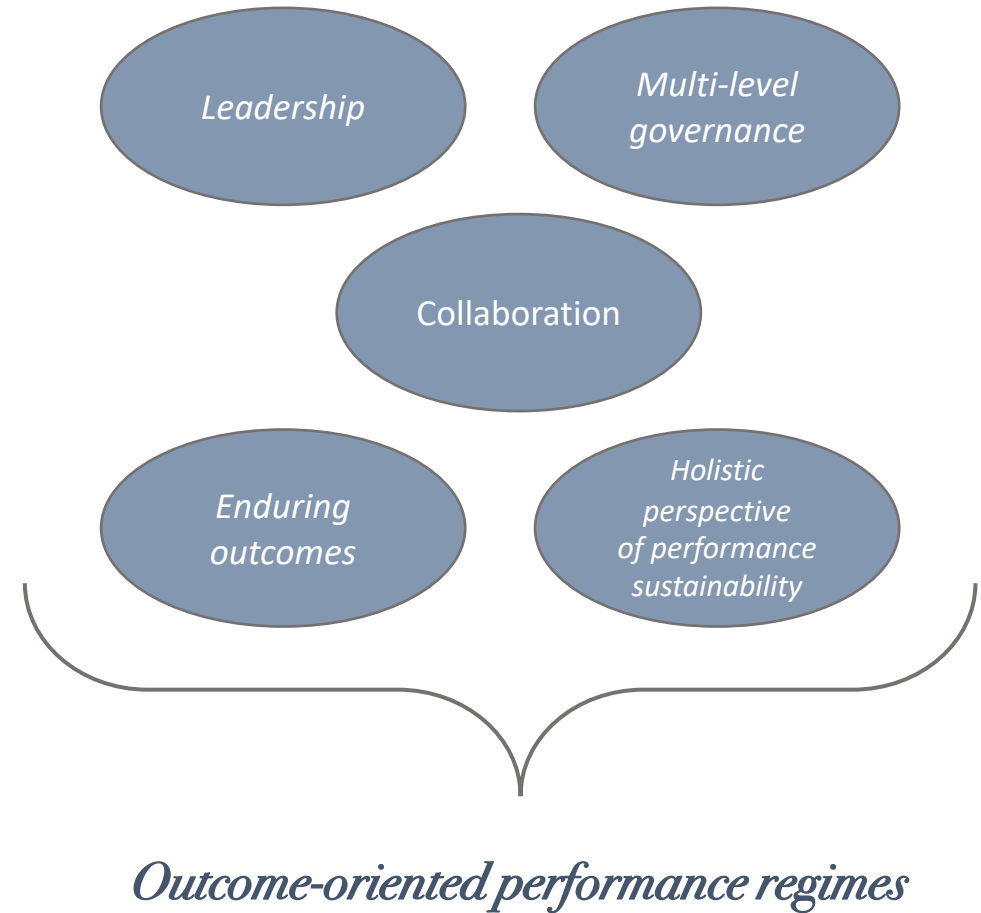 Leadership
Multi-level
governance
Collaboration
Enduring
outcomes
Holistic
perspective
of performance
sustainability
Outcome-oriented performance regimes